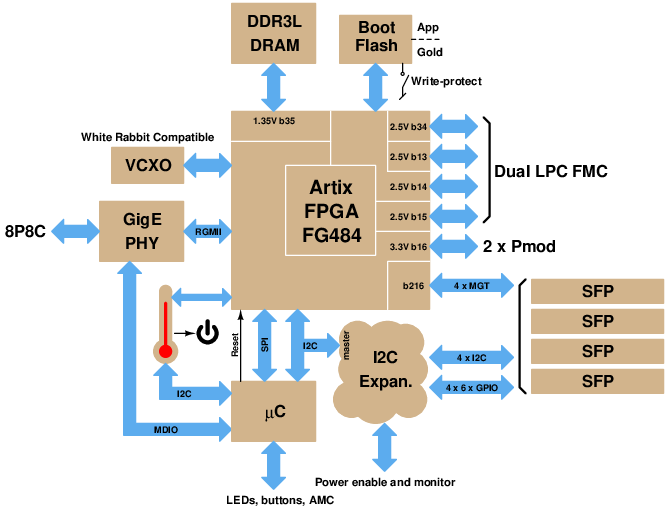 DDR3L
DRAM
Boot
Flash
App
Gold
Write-protect
1.35V b35
2.5V b34
2.5V b13
2.5V b14
2.5V b15
3.3V b16
b216
Dual LPC FMC
2 x Pmod
White Rabbit Compatible
VCXO
Artix
FPGA
FG484
8P8C
GigE
PHY
RGMII
4 x MGT
SFP
SFP
SFP
SFP
Reset
SPI
I2C
master
I2C
Expan.
4 x I2C
4 x 6 x GPIO
I2C
MDIO
μC
Power enable and monitor
LEDs, buttons, AMC